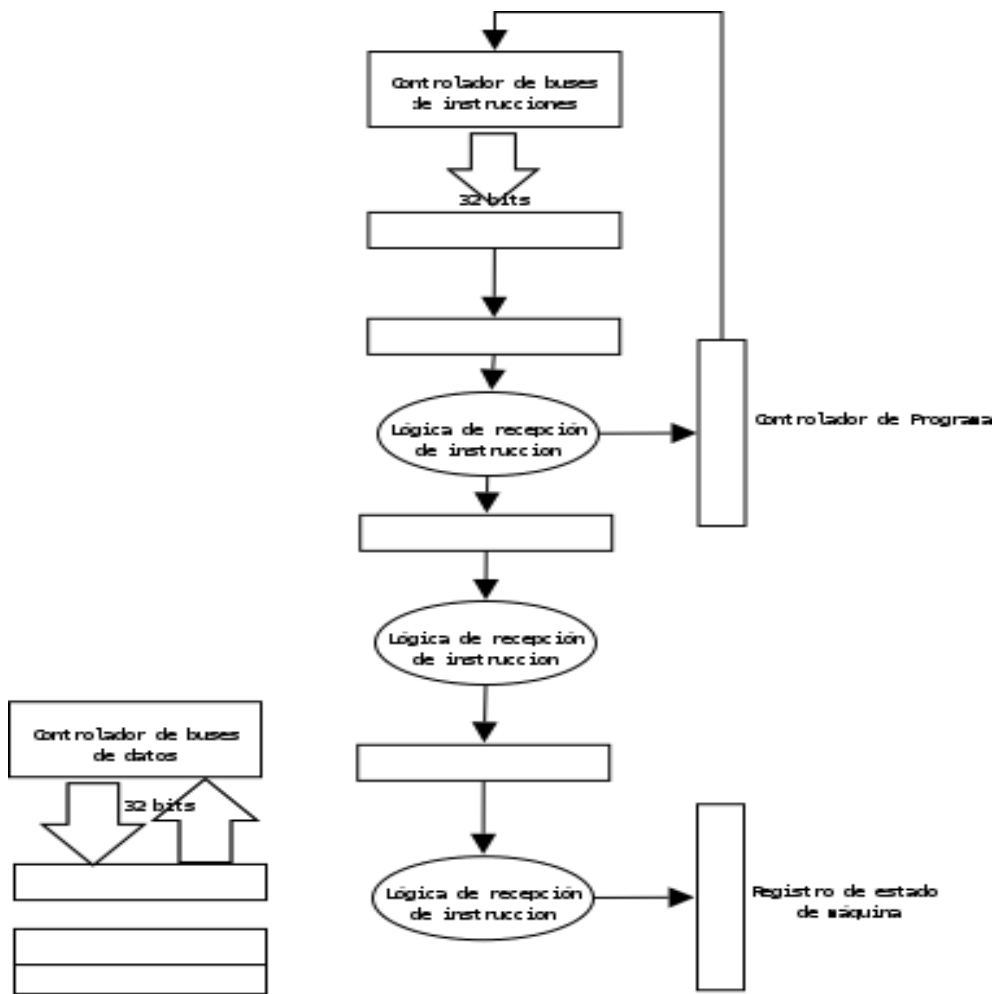 Controlador de buses
de instrucciones
32 bits
Lógica de recepción
de instruccion
Controlador de Programa
Lógica de recepción
de instruccion
Controlador de buses
de datos
32 bits
Lógica de recepción
de instruccion
Registro de estado
de máquina